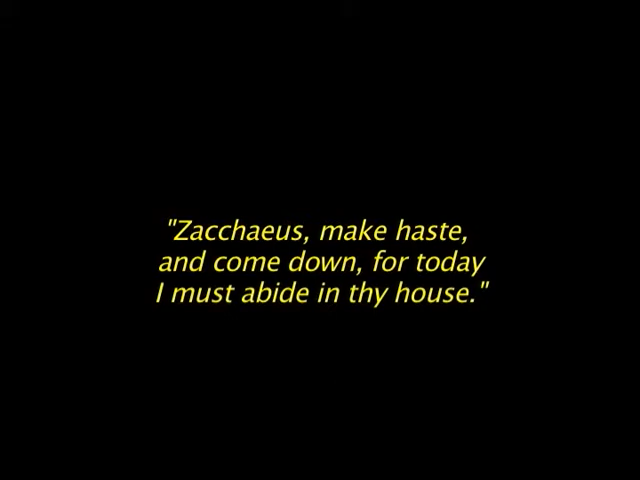 "Zacchaeus, make haste,
and come down, for today
I must abide in thy house."